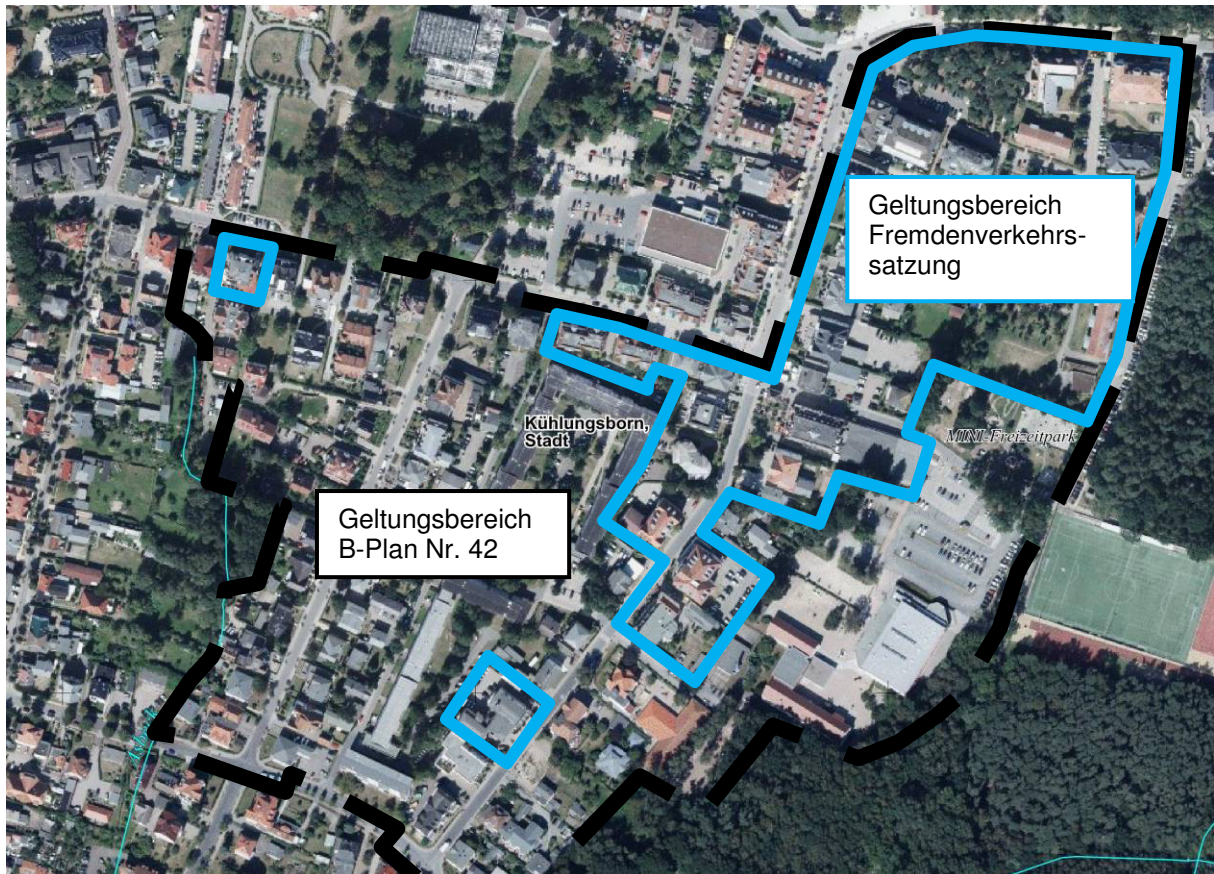 Geltungsbereich
Fremdenverkehrs-
satzung
Kühlungsborn,
Stadt
MINI-Freizeitpark
Geltungsbereich
B-Plan Nr. 42